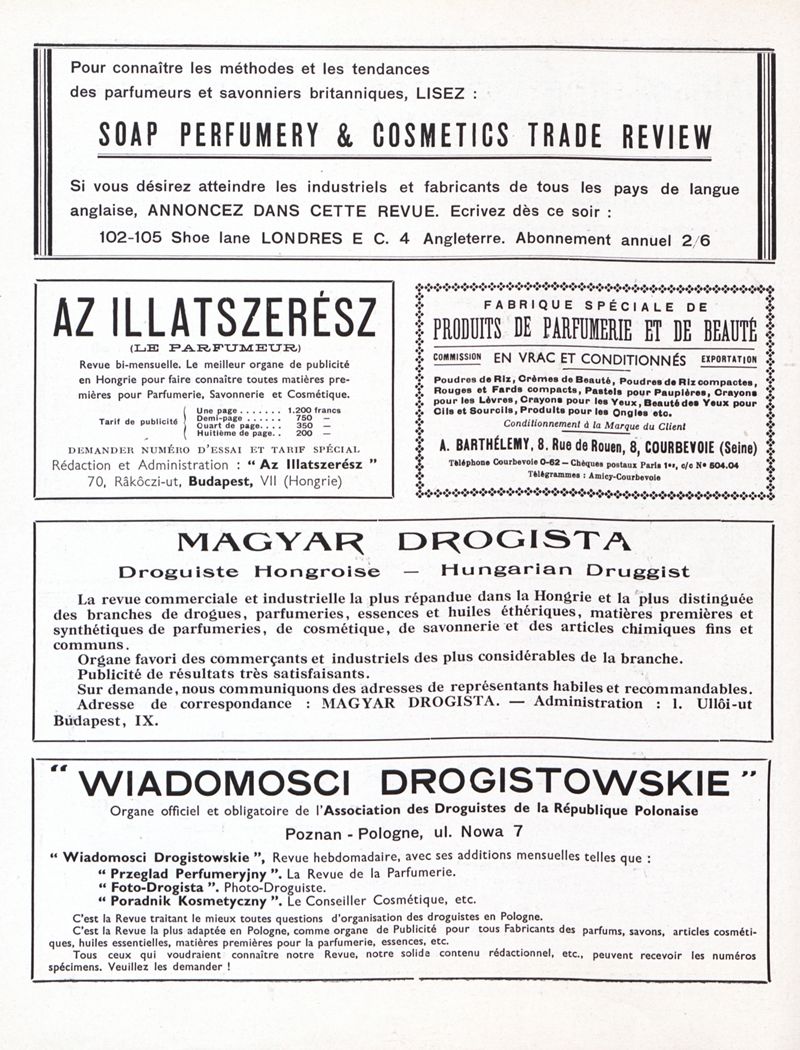 Pour connaître les méthodes et les tendances
des parfumeurs et savonniers britanniques, LISEZ :
SOAP PERFUMERY & COSMETICS TRADE REVIEW
Si vous désirez atteindre les industriels et fabricants de tous les pays de langue
anglaise, ANNONCEZ DANS CETTE REVUE. Ecrivez dès ce soir :
102-105 Shoe lane LONDRES E C. 4 Angleterre. Abonnement annuel 2/6
AZ ILLATSZERÉSZ
(LE PARFUMEUR)
Revue bi-mensuelle. Le meilleur organe de publicité
en Hongrie pour faire connaître toutes matières pre-
mières pour Parfumerie, Savonnerie et Cosmétique.
Tarif de publicité
Une page . . . . . . . 1.200 francs
Demi-page . . . . . . . 750 —
Quart de page. . . . 350 —
Huitième de page. . 200 —
DEMANDER NUMÉRO D'ESSAI ET TARIF SPÉCIAL
Rédaction et Administration : “ Az Illatszerész ”
70, Râkôczi-ut, Budapest, VII (Hongrie)
FABRIQUE SPÉCIALE DE
PRODUITS DE PARFUMERIE ET DE BEAUTÉ
COMMISSION EN VRAC ET CONDITIONNÉS EXPORTATION
Poudres de Riz, Crèmes de Beauté, Poudres de Riz compactes,
Rouges et Fards compacts, Pastels pour Paupières, Crayons
pour les Lèvres, Crayons pour les Yeux, Beauté des Yeux pour
Cils et Sourcils, Produits pour les Ongles etc.
Conditionnement à la Marque du Client
A. BARTHÉLEMY, 8, Rue de Rouen, 8, COURBEVOIE (Seine)
Téléphone Courbevoie 0-62 — Chèques postaux Paris 1er, c/c N° 504.04
Télégrammes : Amicy-Courbevoie
MAGYAR DROGISTA
Droguiste Hongroise — Hungarian Druggist
La revue commerciale et industrielle la plus répandue dans la Hongrie et la plus distinguée
des branches de drogues, parfumeries, essences et huiles éthériques, matières premières et
synthétiques de parfumeries, de cosmétique, de savonnerie et des articles chimiques fins et
communs.
Organe favori des commerçants et industriels des plus considérables de la branche.
Publicité de résultats très satisfaisants.
Sur demande, nous communiquons des adresses de représentants habiles et recommandables.
Adresse de correspondance : MAGYAR DROGISTA. — Administration : 1. Ullôi-ut
Budapest, IX.
“ WIADOMOSCI DROGISTOWSKIE ”
Organe officiel et obligatoire de l'Association des Droguistes de la République Polonaise
Poznan - Pologne, ul. Nowa 7
“ Wiadomosci Drogistowskie ”, Revue hebdomadaire, avec ses additions mensuelles telles que :
“ Przeglad Perfumeryjny ”. La Revue de la Parfumerie.
“ Foto-Drogista ”. Photo-Droguiste.
“ Poradnik Kosmetyczny ”. Le Conseiller Cosmétique, etc.
C'est la Revue traitant le mieux toutes questions d'organisation des droguistes en Pologne.
C'est la Revue la plus adaptée en Pologne, comme organe de Publicité pour tous Fabricants des parfums, savons, articles cosméti-
ques, huiles essentielles, matières premières pour la parfumerie, essences, etc.
Tous ceux qui voudraient connaître notre Revue, notre solide contenu rédactionnel, etc., peuvent recevoir les numéros
spécimens. Veuillez les demander !